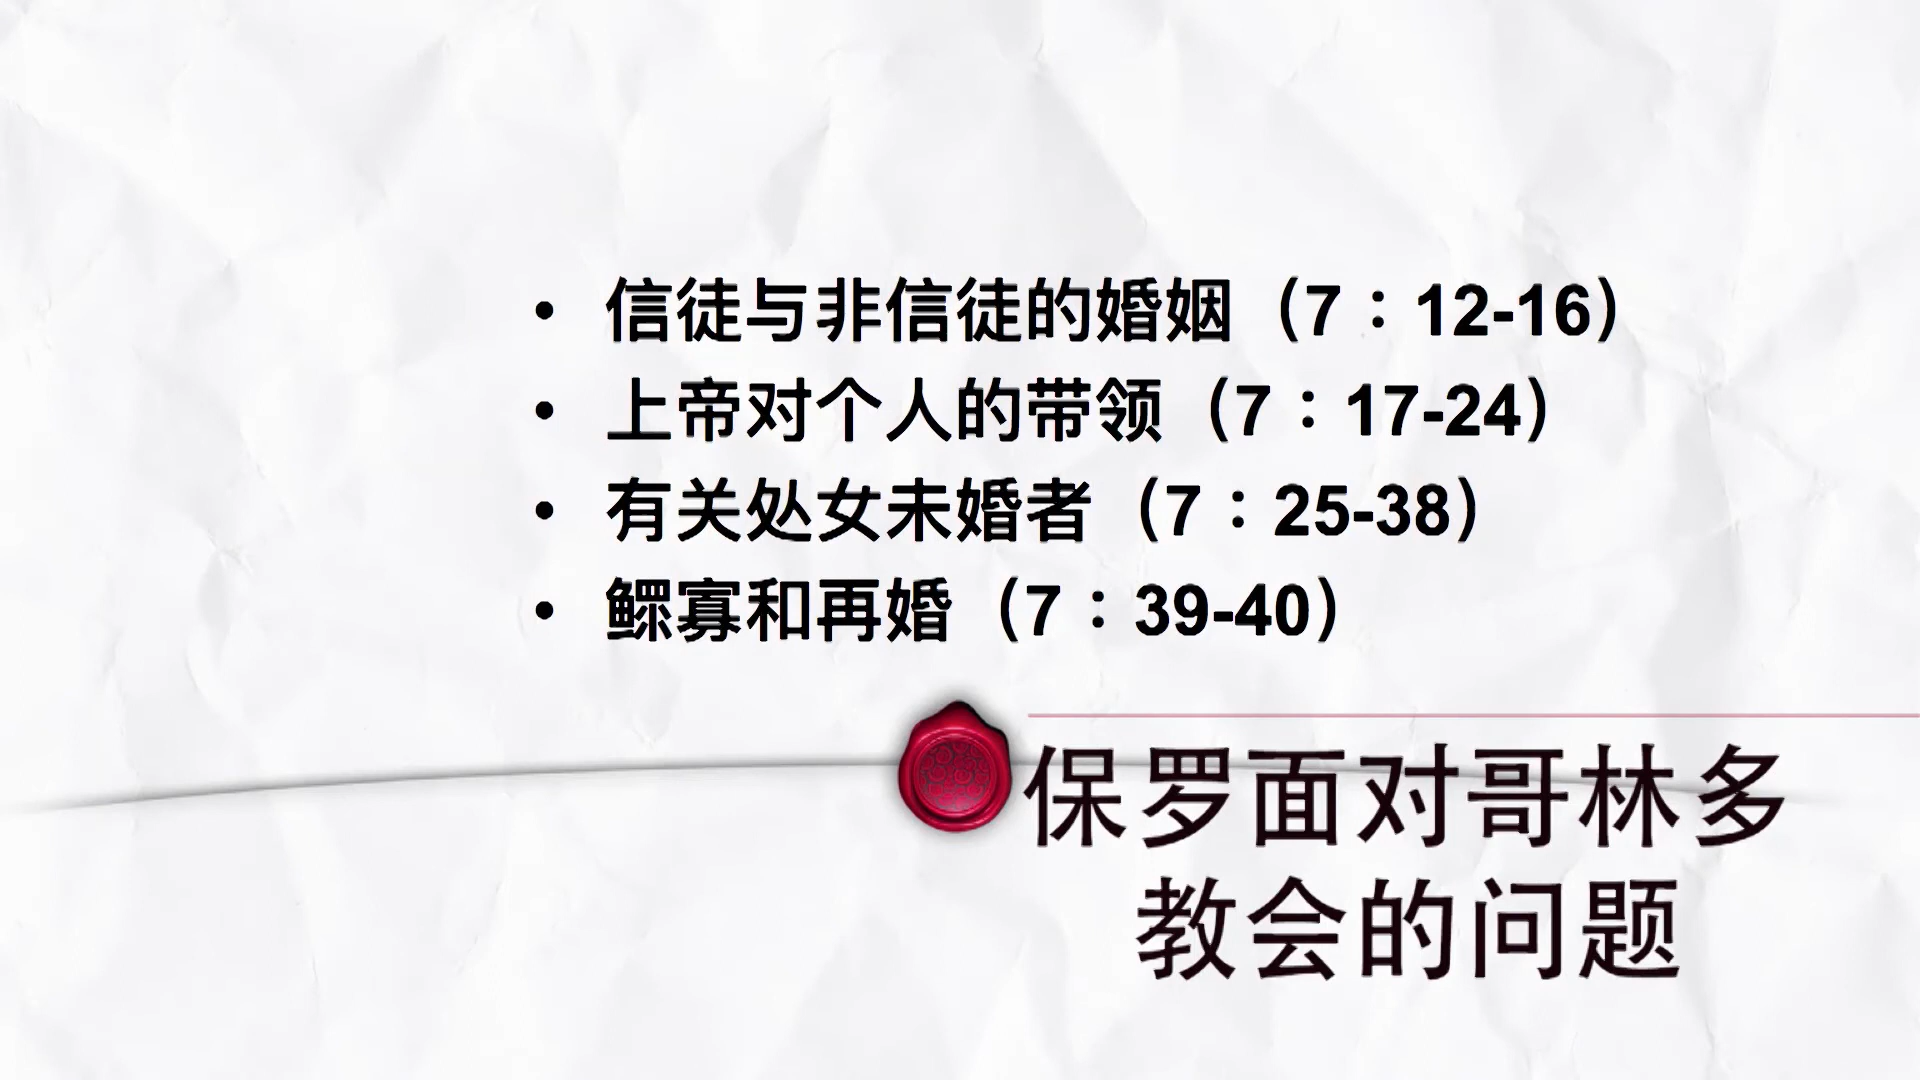 • 信徒与非信徒的婚姻（7：12-16）
• 上帝对个人的带领（7：17-24）
• 有关处女未婚者（7：25-38）
• 鳏寡和再婚（7：39-40）
保罗面对哥林多
教会的问题